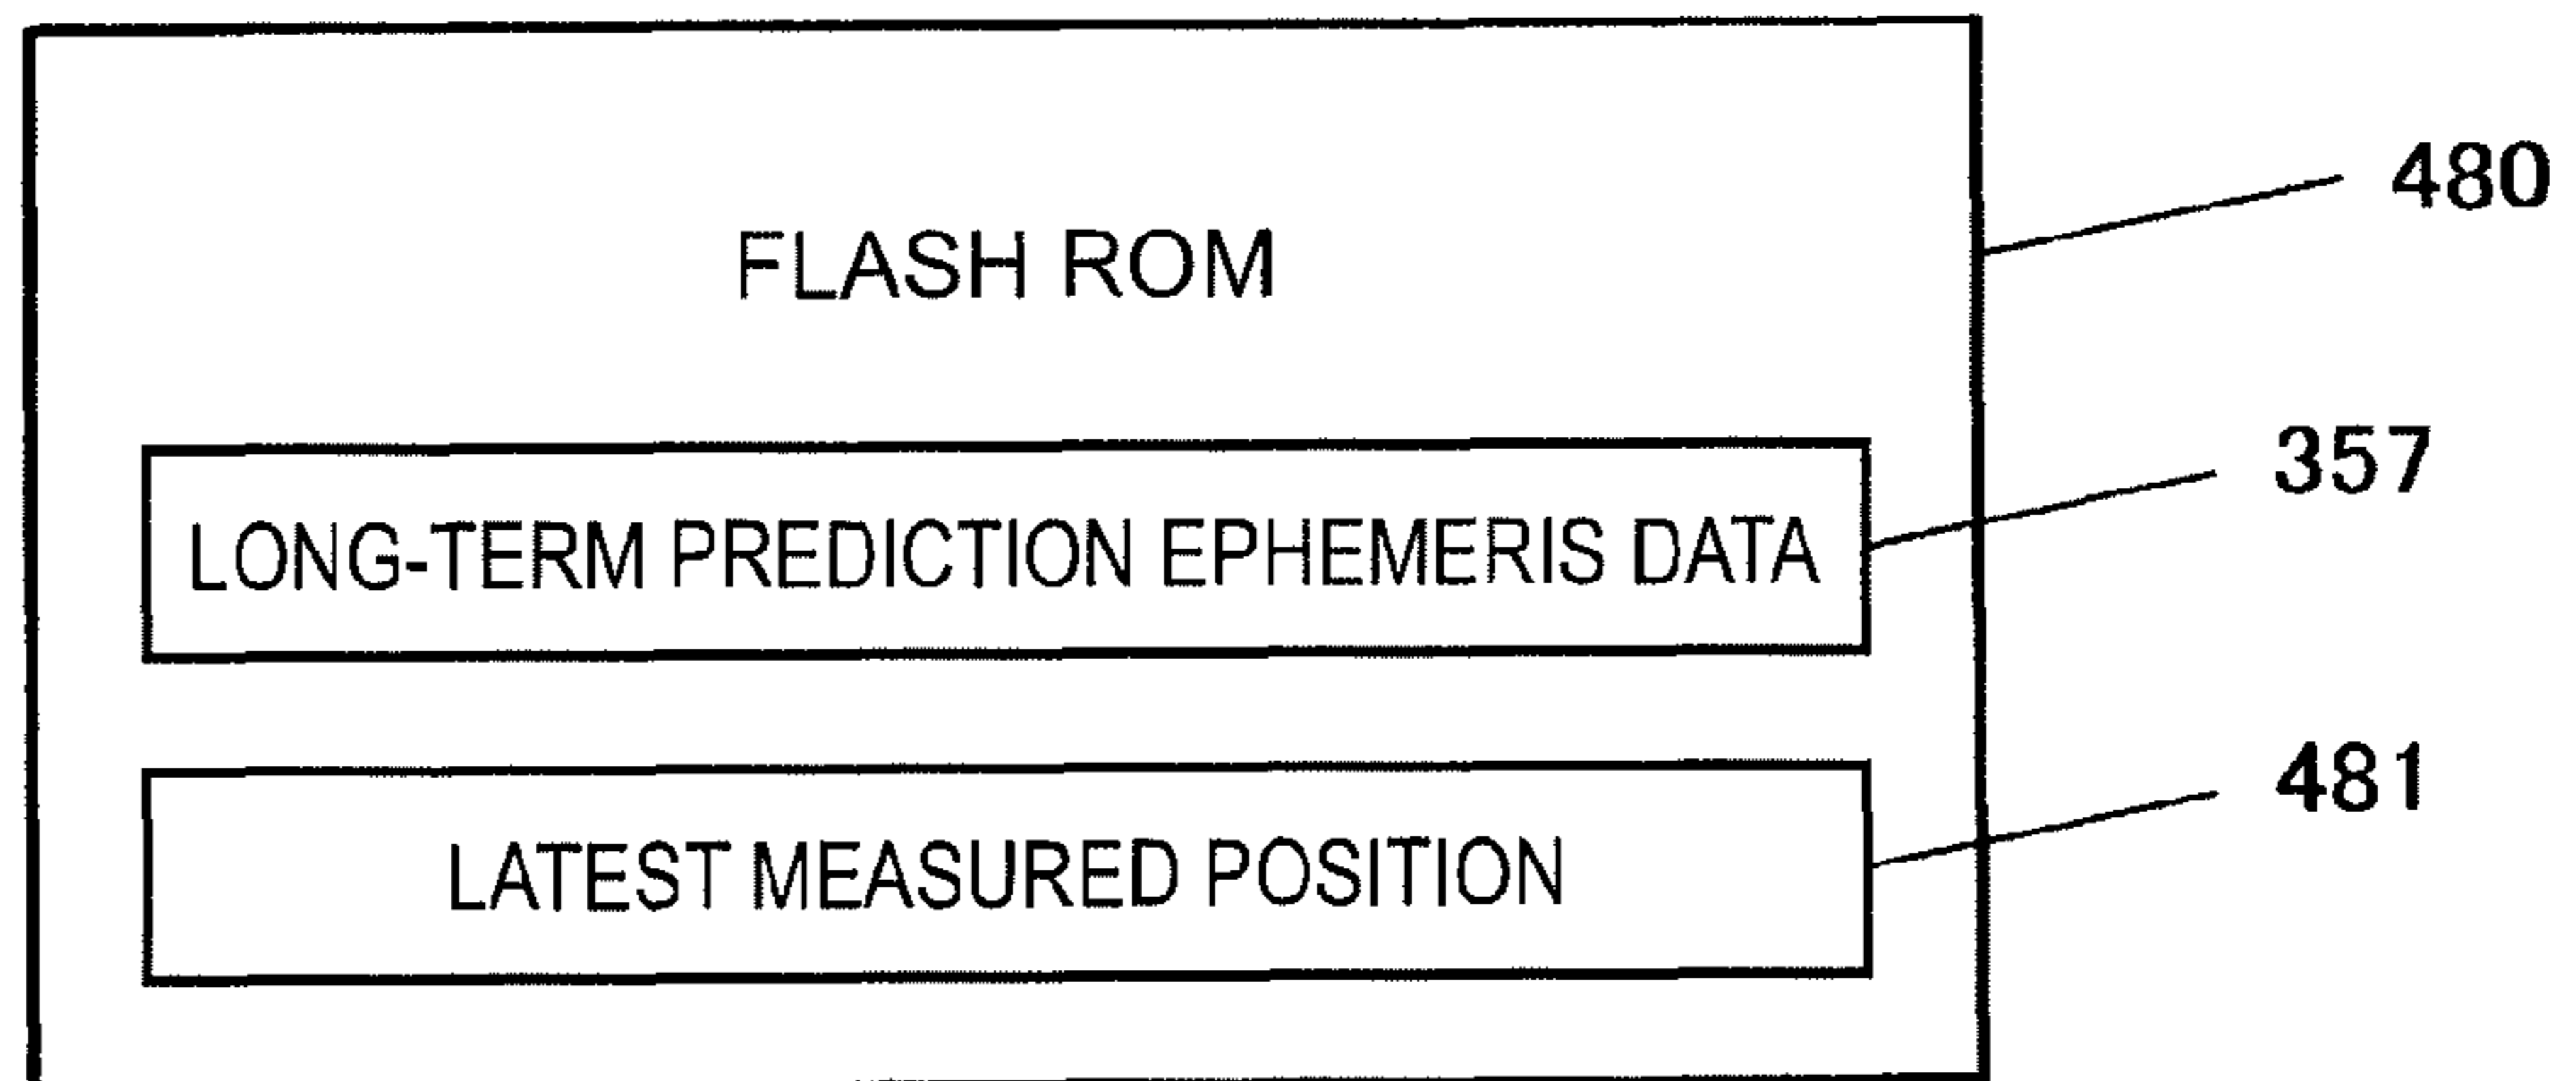 FLASH ROM
480
LONG-TERM PREDICTION EPHEMERIS DATA
357
LATEST MEASURED POSITION
481